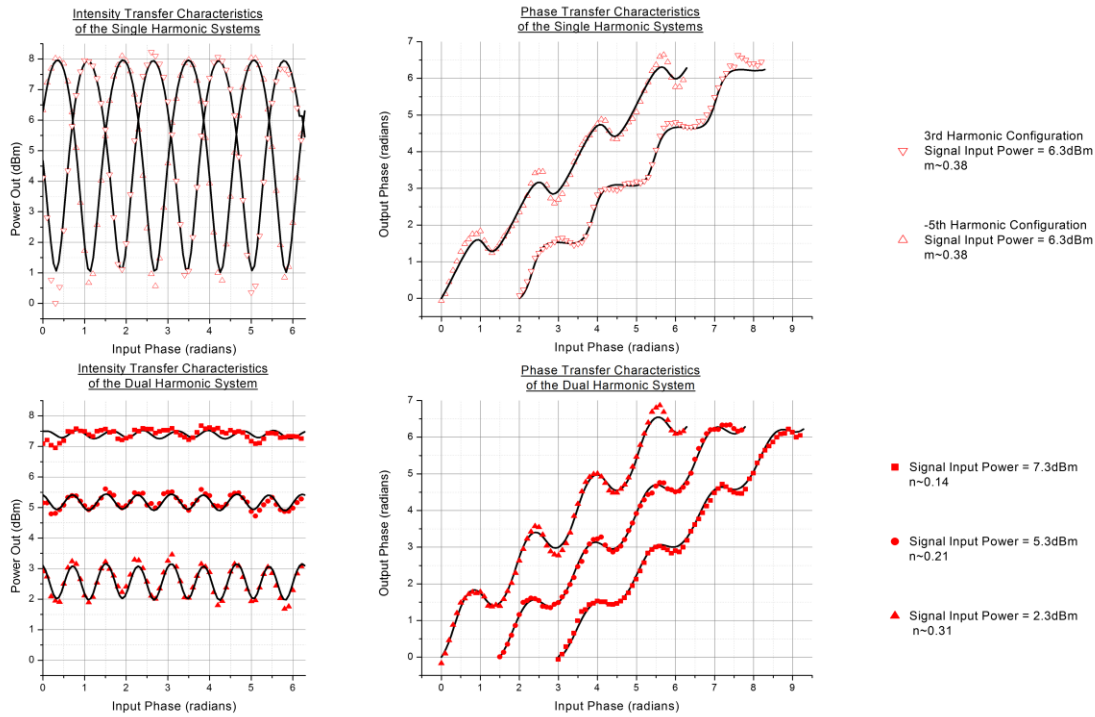 Intensity Transfer Characteristics
of the Single Harmonic Systems
Power Out (dBm)
8
7
6
5
4
3
2
1
0
0 1 2 3 4 5 6
Input Phase (radians)
Phase Transfer Characteristics
of the Single Harmonic Systems
Output Phase (radians)
7
6
5
4
3
2
1
0
0 1 2 3 4 5 6 7 8 9
Input Phase (radians)
3rd Harmonic Configuration
Signal Input Power = 6.3dBm
m~0.38
-5th Harmonic Configuration
Signal Input Power = 6.3dBm
m~0.38
Intensity Transfer Characteristics
of the Dual Harmonic System
Power Out (dBm)
8
7
6
5
4
3
2
1
0
0 1 2 3 4 5 6
Input Phase (radians)
Phase Transfer Characteristics
of the Dual Harmonic System
Output Phase (radians)
7
6
5
4
3
2
1
0
0 1 2 3 4 5 6 7 8 9
Input Phase (radians)
Signal Input Power = 7.3dBm
n~0.14
Signal Input Power = 5.3dBm
n~0.21
Signal Input Power = 2.3dBm
n~0.31